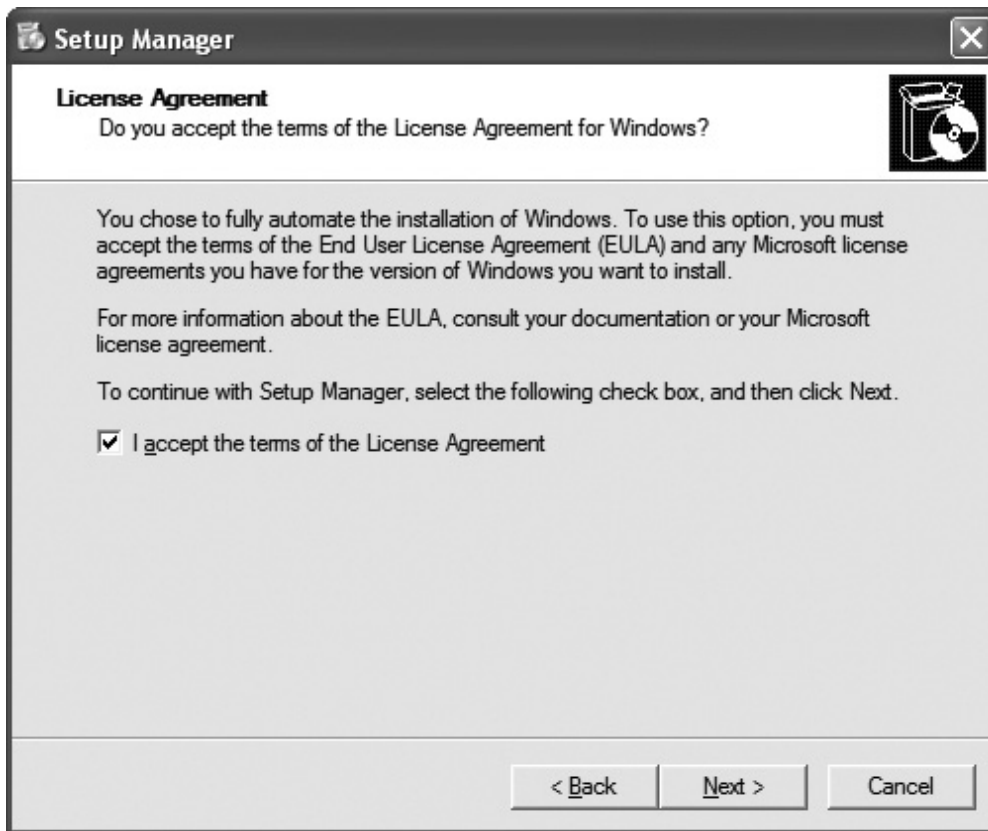 Setup Manager
License Agreement
Do you accept the terms of the License Agreement for Windows?
You chose to fully automate the installation of Windows. To use this option, you must
accept the terms of the End User License Agreement (EULA) and any Microsoft license
agreements you have for the version of Windows you want to install.
For more information about the EULA, consult your documentation or your Microsoft
license agreement.
To continue with Setup Manager, select the following check box, and then click Next.
I accept the terms of the License Agreement
< Back Next > Cancel